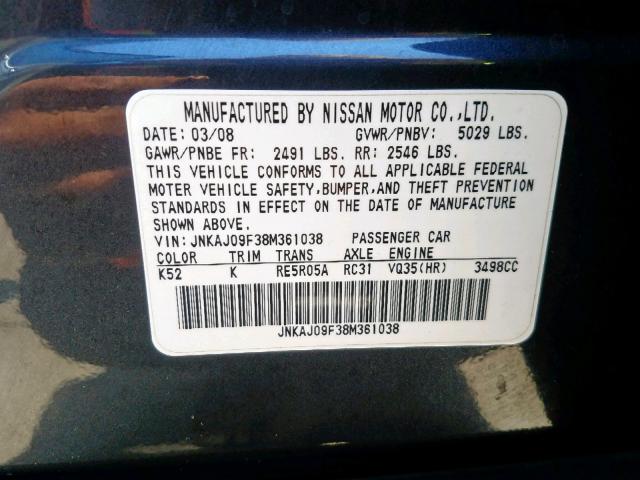 MANUFACTURED BY NISSAN MOTOR CO.,LTD.
DATE: 03/08 GVWR/PNBV: 5029 LBS.
GAWR/PNBE FR: 2491 LBS. RR: 2546 LBS.
THIS VEHICLE CONFORMS TO ALL APPLICABLE FEDERAL
MOTER VEHICLE SAFETY,BUMPER,AND THEFT PREVENTION
STANDARDS IN EFFECT ON THE DATE OF MANUFACTURE
SHOWN ABOVE.
VIN: JNKAJ09F38M361038 PASSENGER CAR
COLOR TRIM TRANS AXLE ENGINE
K52 K RE5R05A RC31 VQ35(HR) 3498CC
JNKAJ09F38M361038